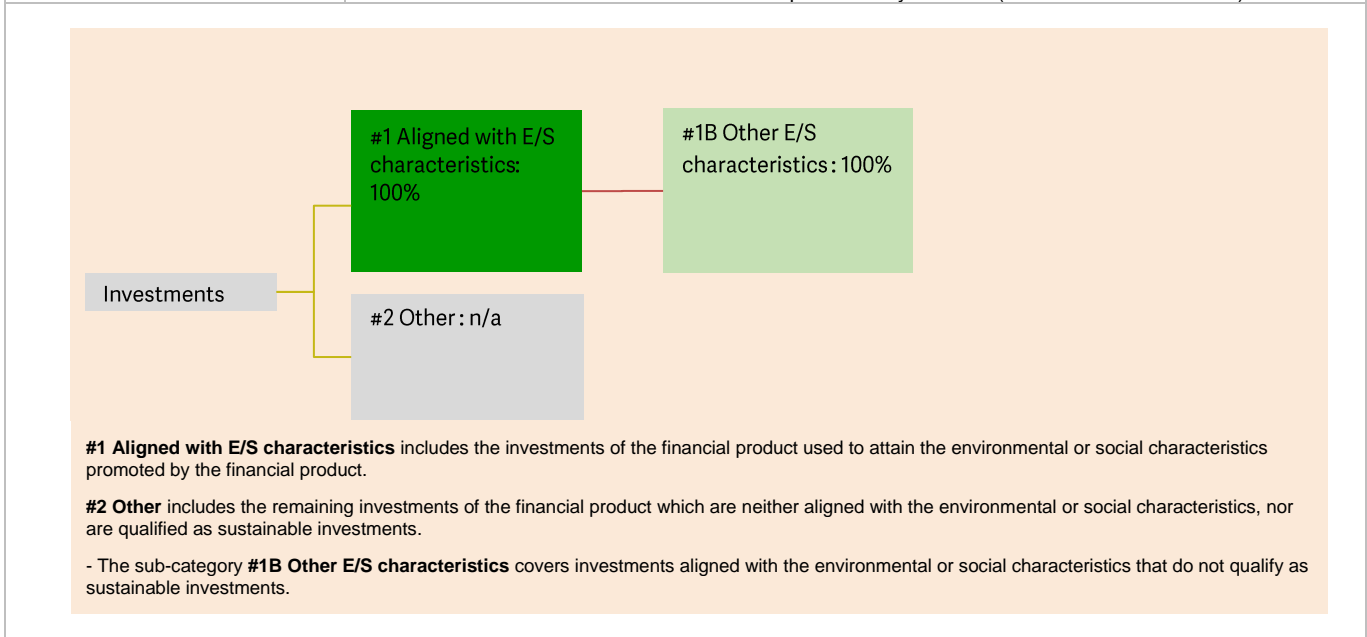 #1 Aligned with E/S
characteristics:
100%
#1B Other E/S
characteristics : 100%
Investments
#2 Other : n/a
#1 Aligned with E/S characteristics includes the investments of the financial product used to attain the environmental or social characteristics
promoted by the financial product.
#2 Other includes the remaining investments of the financial product which are neither aligned with the environmental or social characteristics, nor
are qualified as sustainable investments.
- The sub-category #1B Other E/S characteristics covers investments aligned with the environmental or social characteristics that do not qualify as
sustainable investments.